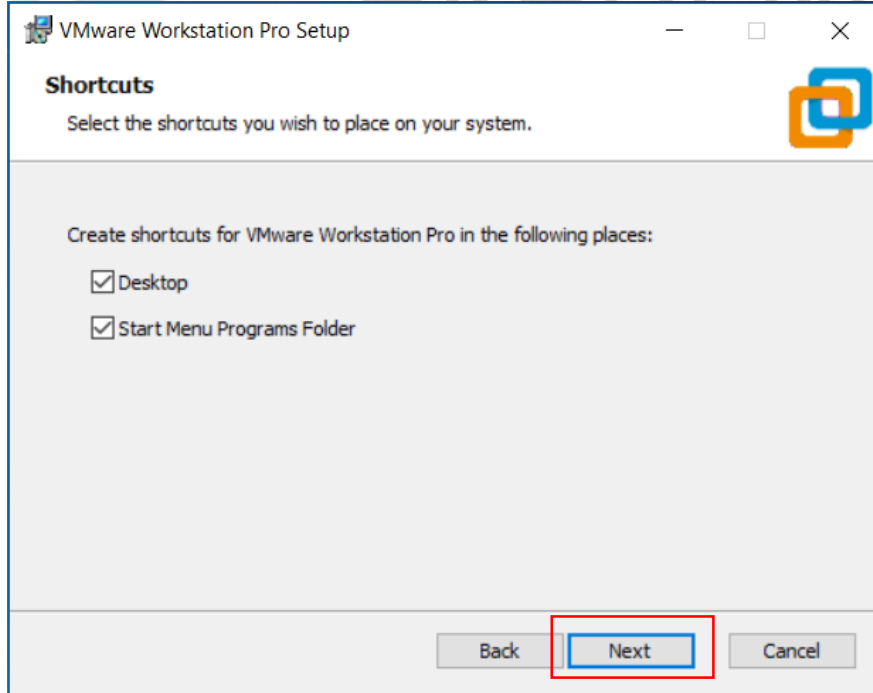 VMware Workstation Pro Setup
Shortcuts
Select the shortcuts you wish to place on your system.
Create shortcuts for VMware Workstation Pro in the following places:
Desktop
Start Menu Programs Folder
Back Next Cancel